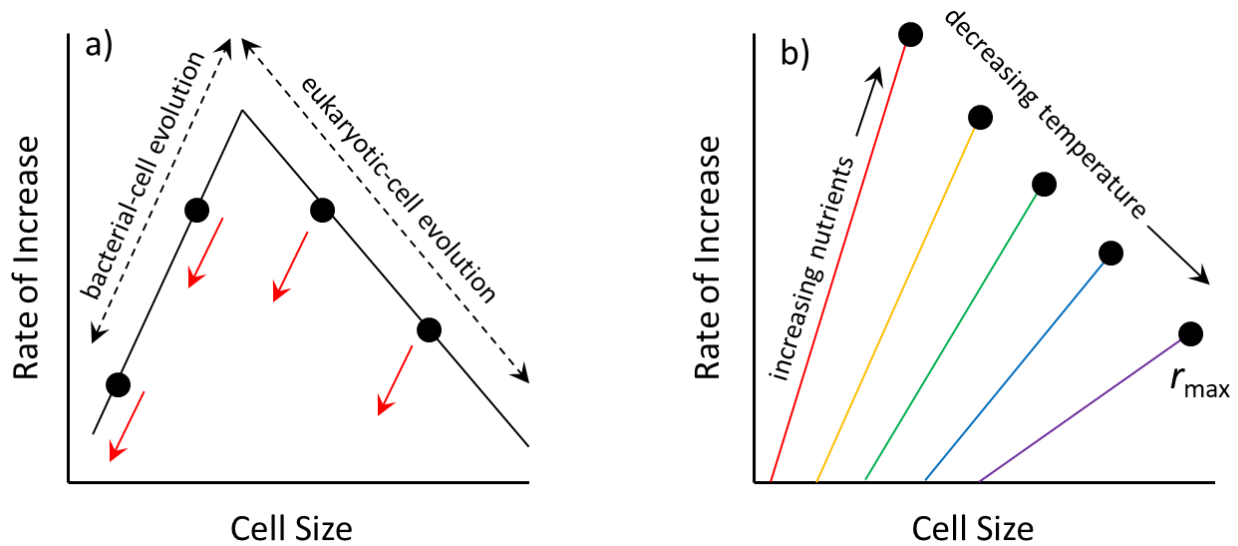 a)
bacterial-cell evolution
eukaryotic-cell evolution
Rate of Increase
Cell Size
b)
increasing nutrients
decreasing temperature
rmax
Rate of Increase
Cell Size